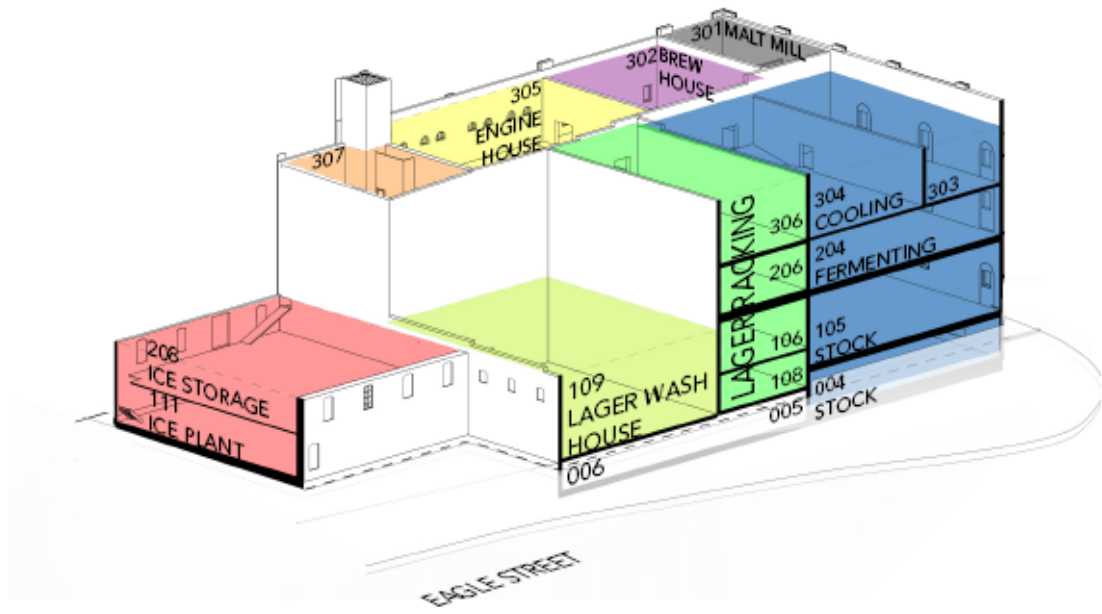 301 MALT MILL
302 BREW
HOUSE
305
ENGINE
HOUSE
307
304
COOLING
303
306
204
FERMENTING
206
LAGER RACKING
105
STOCK
106
108
004
STOCK
005
109
LAGER WASH
HOUSE
006
208
ICE STORAGE
111
ICE PLANT
EAGLE STREET